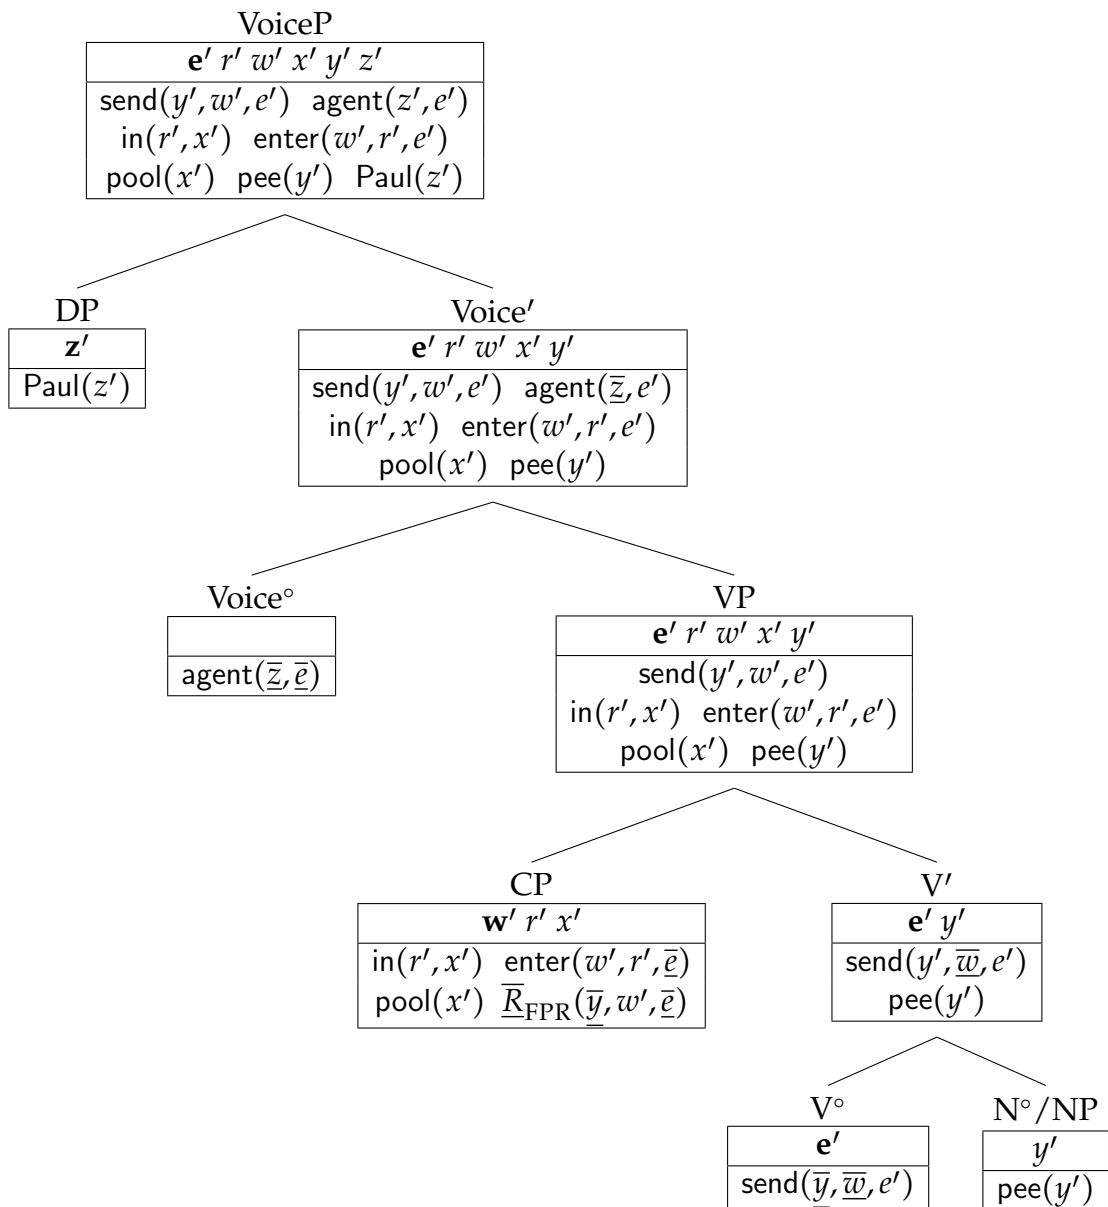 VoiceP
e′ r′ w′ x′ y′ z′
send(y′, w′, e′) agent(z′, e′)
in(r′, x′) enter(w′, r′, e′)
pool(x′) pee(y′) Paul(z′)
DP
z′
Paul(z′)
Voice′
e′ r′ w′ x′ y′
send(y′, w′, e′) agent(z̲̅, e′)
in(r′, x′) enter(w′, r′, e′)
pool(x′) pee(y′)
Voice°
agent(z̲̅, e̲̅)
VP
e′ r′ w′ x′ y′
send(y′, w′, e′)
in(r′, x′) enter(w′, r′, e′)
pool(x′) pee(y′)
CP
w′ r′ x′
in(r′, x′) enter(w′, r′, e̲̅)
pool(x′) R̲̅FPR(y̲̅, w′, e̲̅)
V′
e′ y′
send(y′, w̲̅, e′)
pee(y′)
V°
e′
send(y̲̅, w̲̅, e′)
N°/NP
y′
pee(y′)